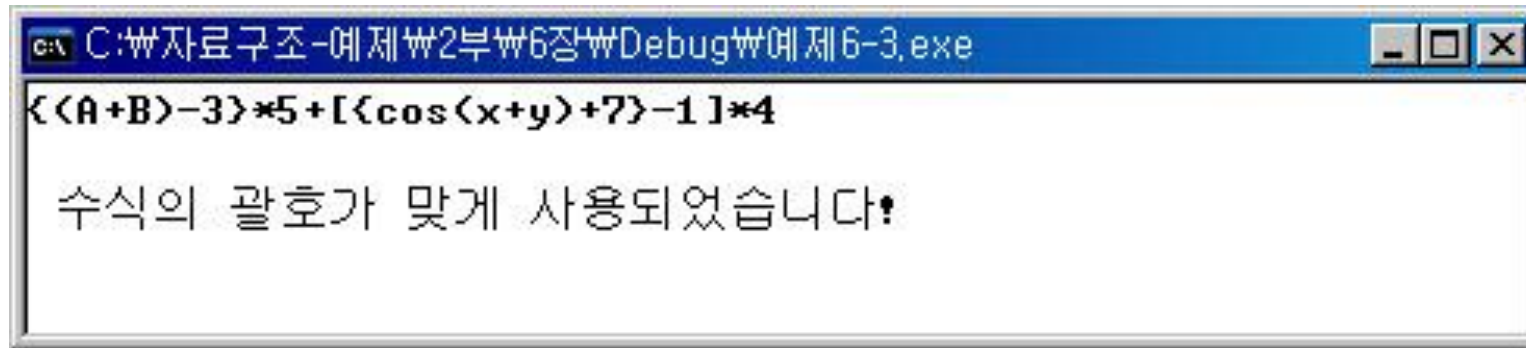 C:\ C:₩자료구조-예제₩2부₩6장₩Debug₩예제6-3.exe
{(A+B)-3}*5+[{cos(x+y)+7}-1]*4
수식의 괄호가 맞게 사용되었습니다!